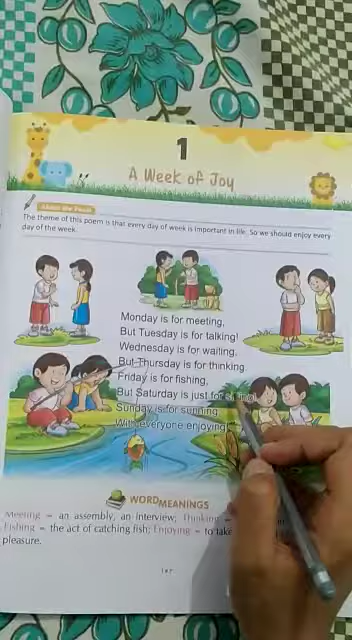 1
A Week of Joy
About the Poem
The theme of this poem is that every day of week is important in life. So we should enjoy every
day of the week.
Monday is for meeting,
But Tuesday is for talking!
Wednesday is for waiting.
But Thursday is for thinking.
Friday is for fishing,
But Saturday is just for
Sunday is for sunning
With everyone enjoying!
WORD MEANINGS
Meeting = an assembly, an interview; Thinking =
Fishing = the act of catching fish; Enjoying = to take
pleasure.